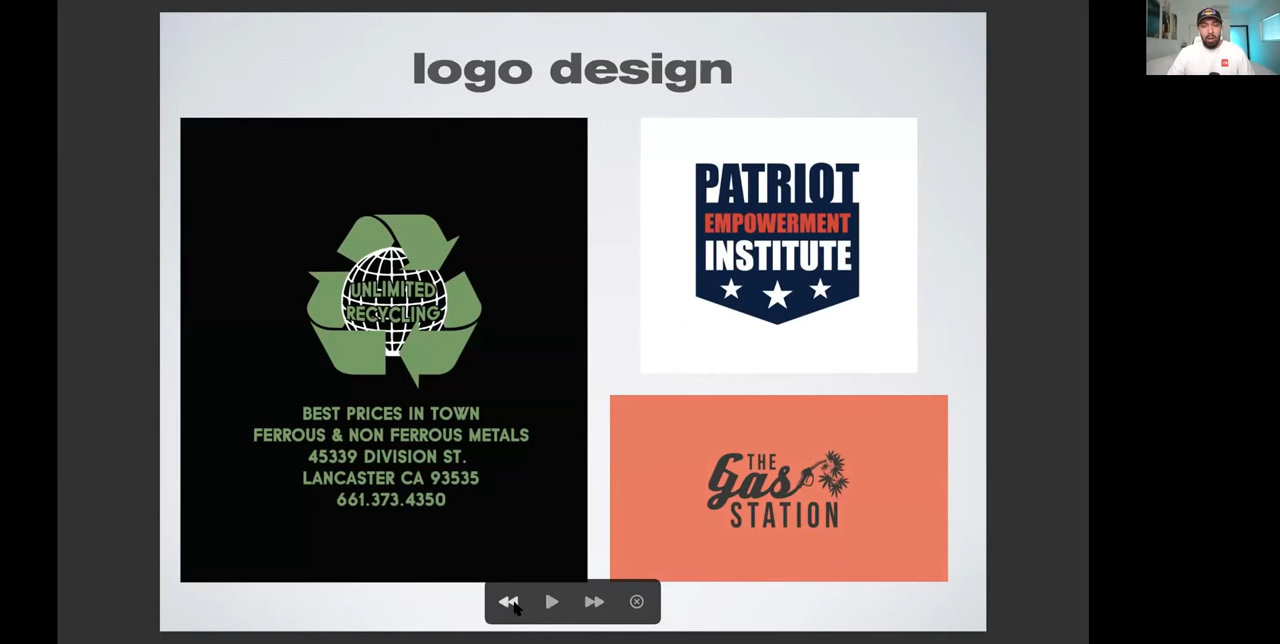 logo design
UNLIMITED
RECYCLING
BEST PRICES IN TOWN
FERROUS & NON FERROUS METALS
45339 DIVISION ST.
LANCASTER CA 93535
661.373.4350
PATRIOT
EMPOWERMENT
INSTITUTE
THE
Gas
STATION